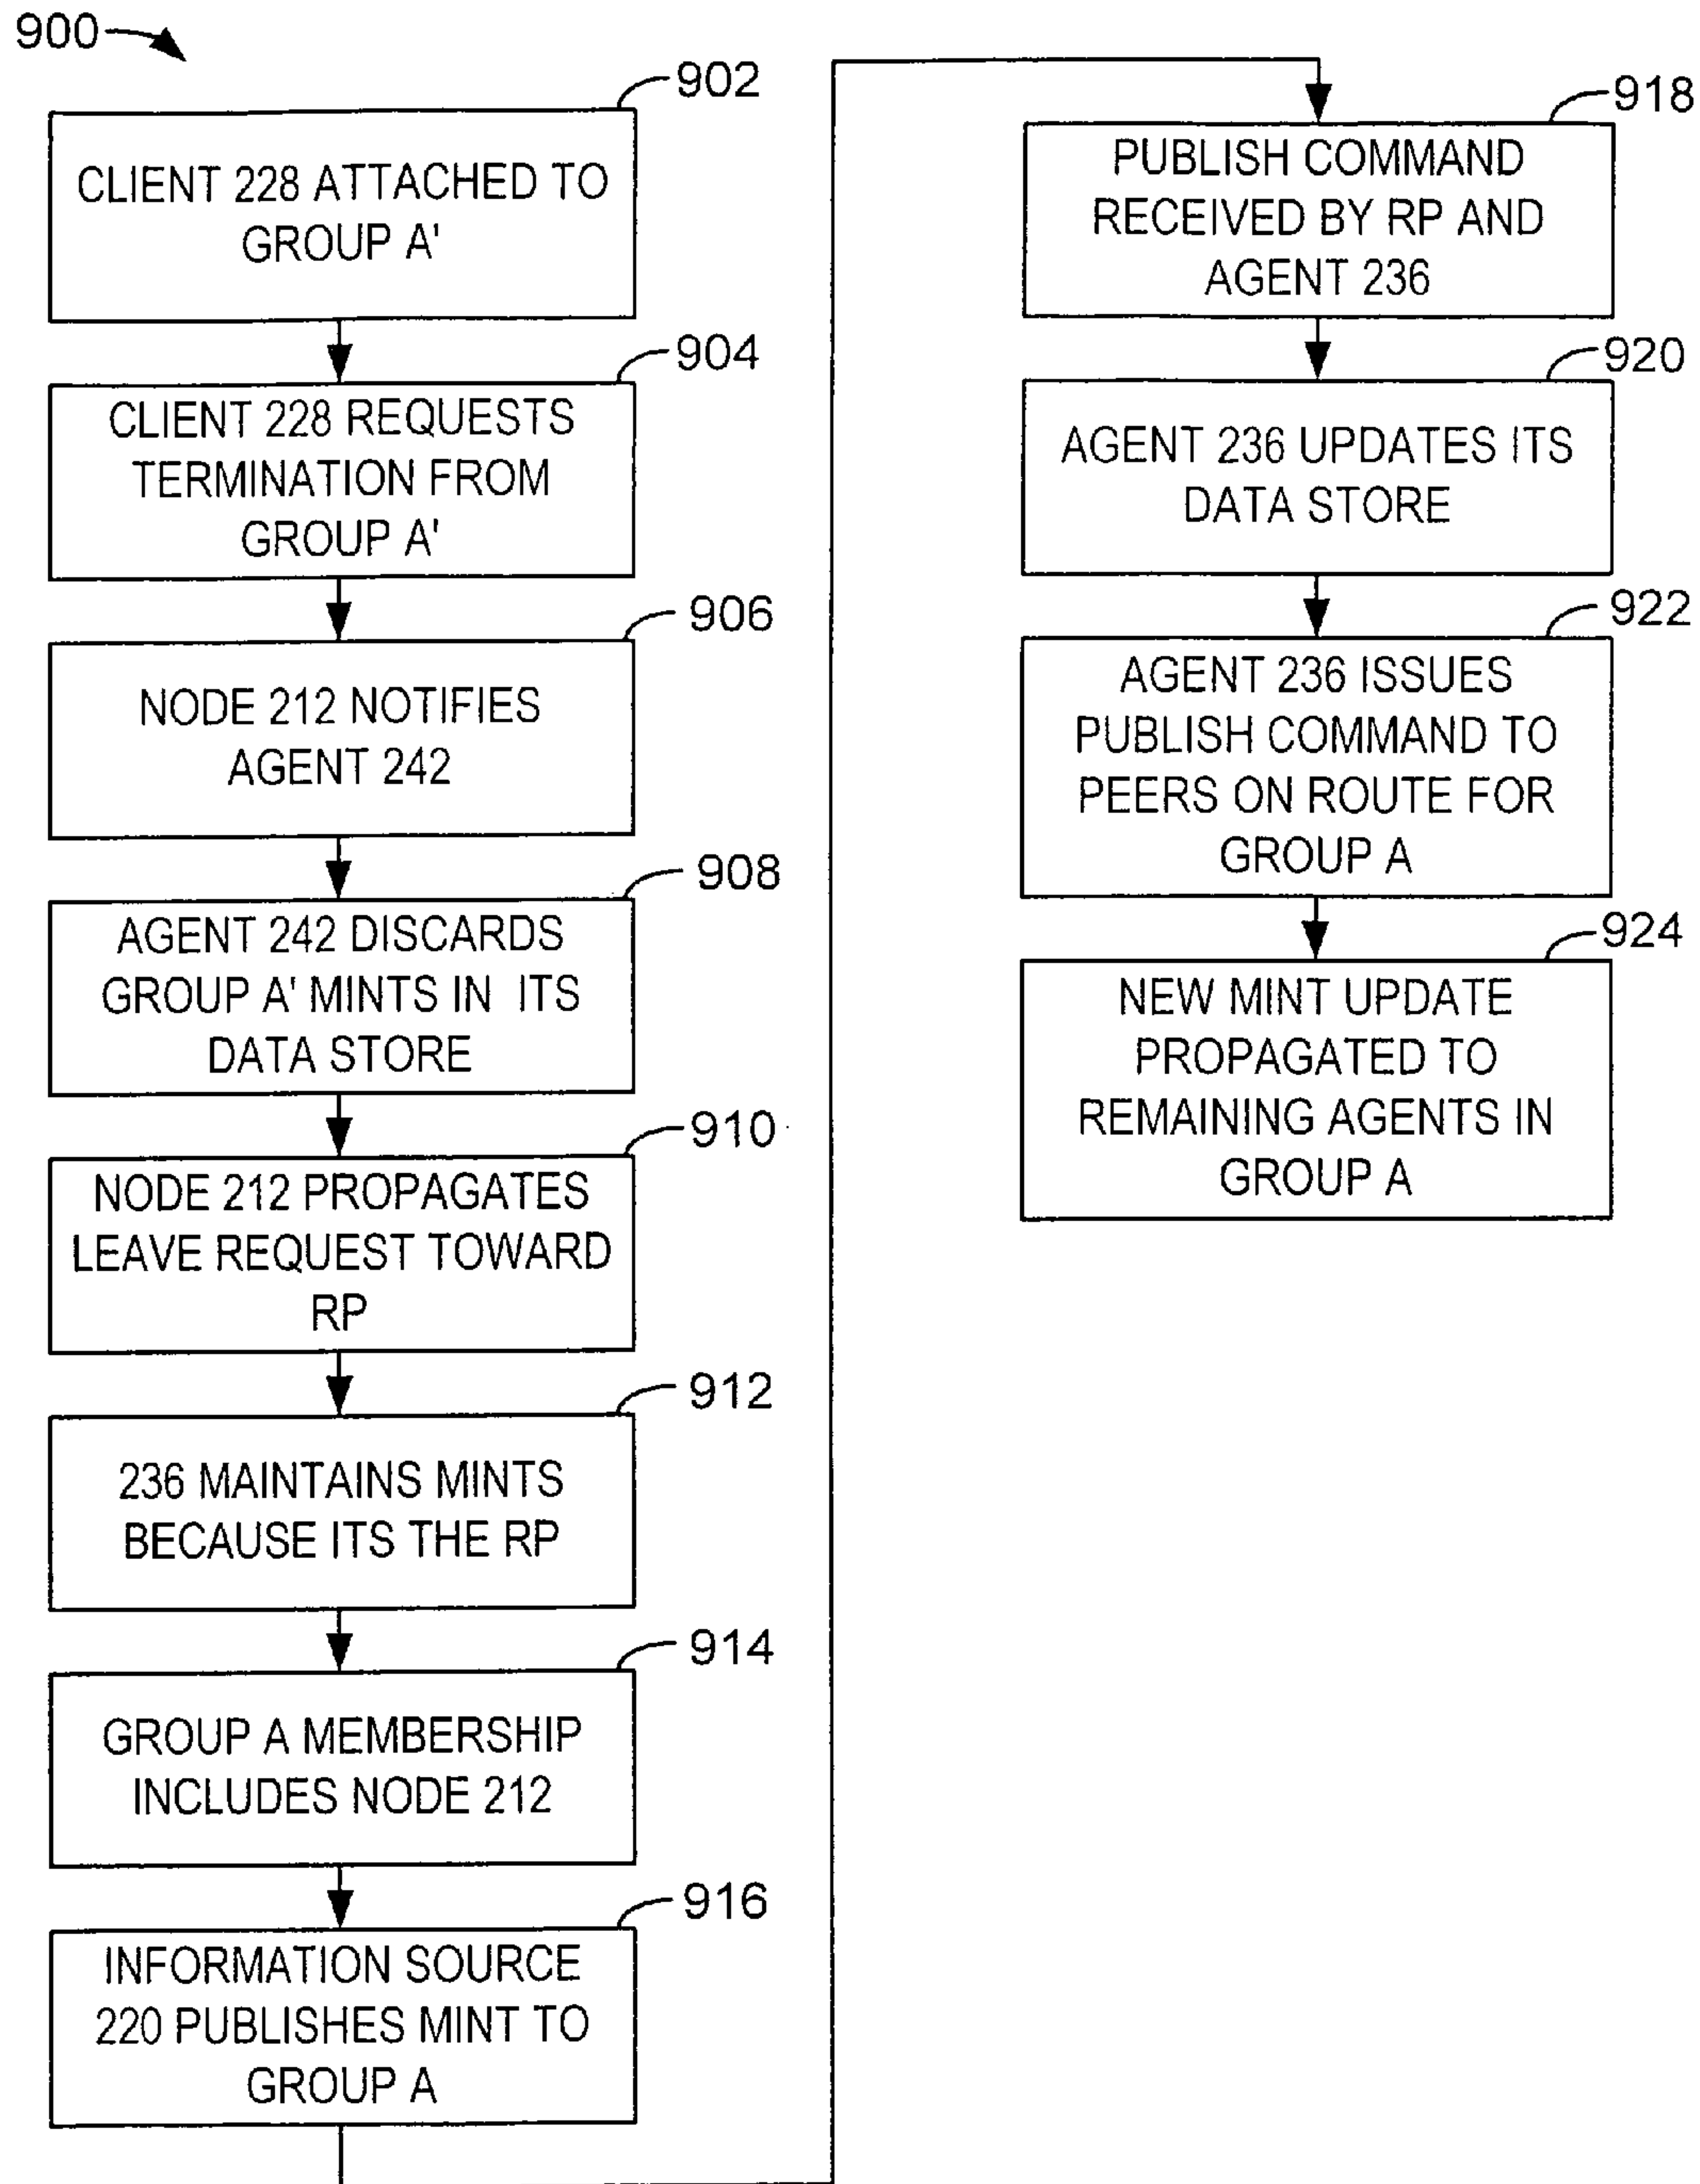 900
902
CLIENT 228 ATTACHED TO
GROUP A'
904
CLIENT 228 REQUESTS
TERMINATION FROM
GROUP A'
906
NODE 212 NOTIFIES
AGENT 242
908
AGENT 242 DISCARDS
GROUP A' MINTS IN ITS
DATA STORE
910
NODE 212 PROPAGATES
LEAVE REQUEST TOWARD
RP
912
236 MAINTAINS MINTS
BECAUSE ITS THE RP
914
GROUP A MEMBERSHIP
INCLUDES NODE 212
916
INFORMATION SOURCE
220 PUBLISHES MINT TO
GROUP A
918
PUBLISH COMMAND
RECEIVED BY RP AND
AGENT 236
920
AGENT 236 UPDATES ITS
DATA STORE
922
AGENT 236 ISSUES
PUBLISH COMMAND TO
PEERS ON ROUTE FOR
GROUP A
924
NEW MINT UPDATE
PROPAGATED TO
REMAINING AGENTS IN
GROUP A